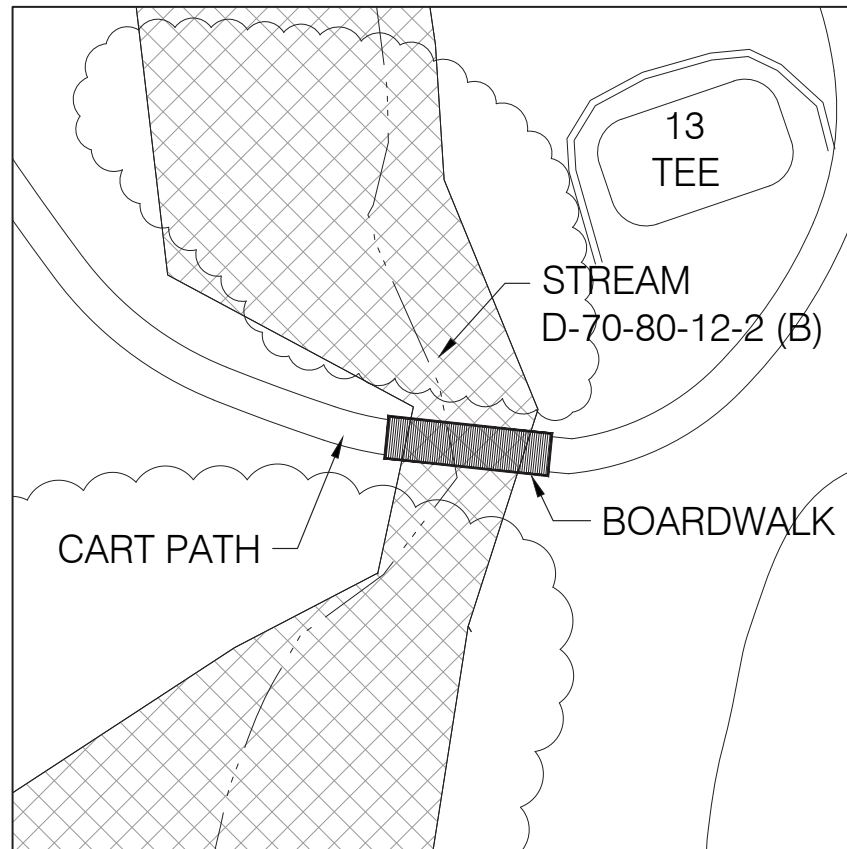 13
TEE
STREAM
D-70-80-12-2 (B)
BOARDWALK
CART PATH